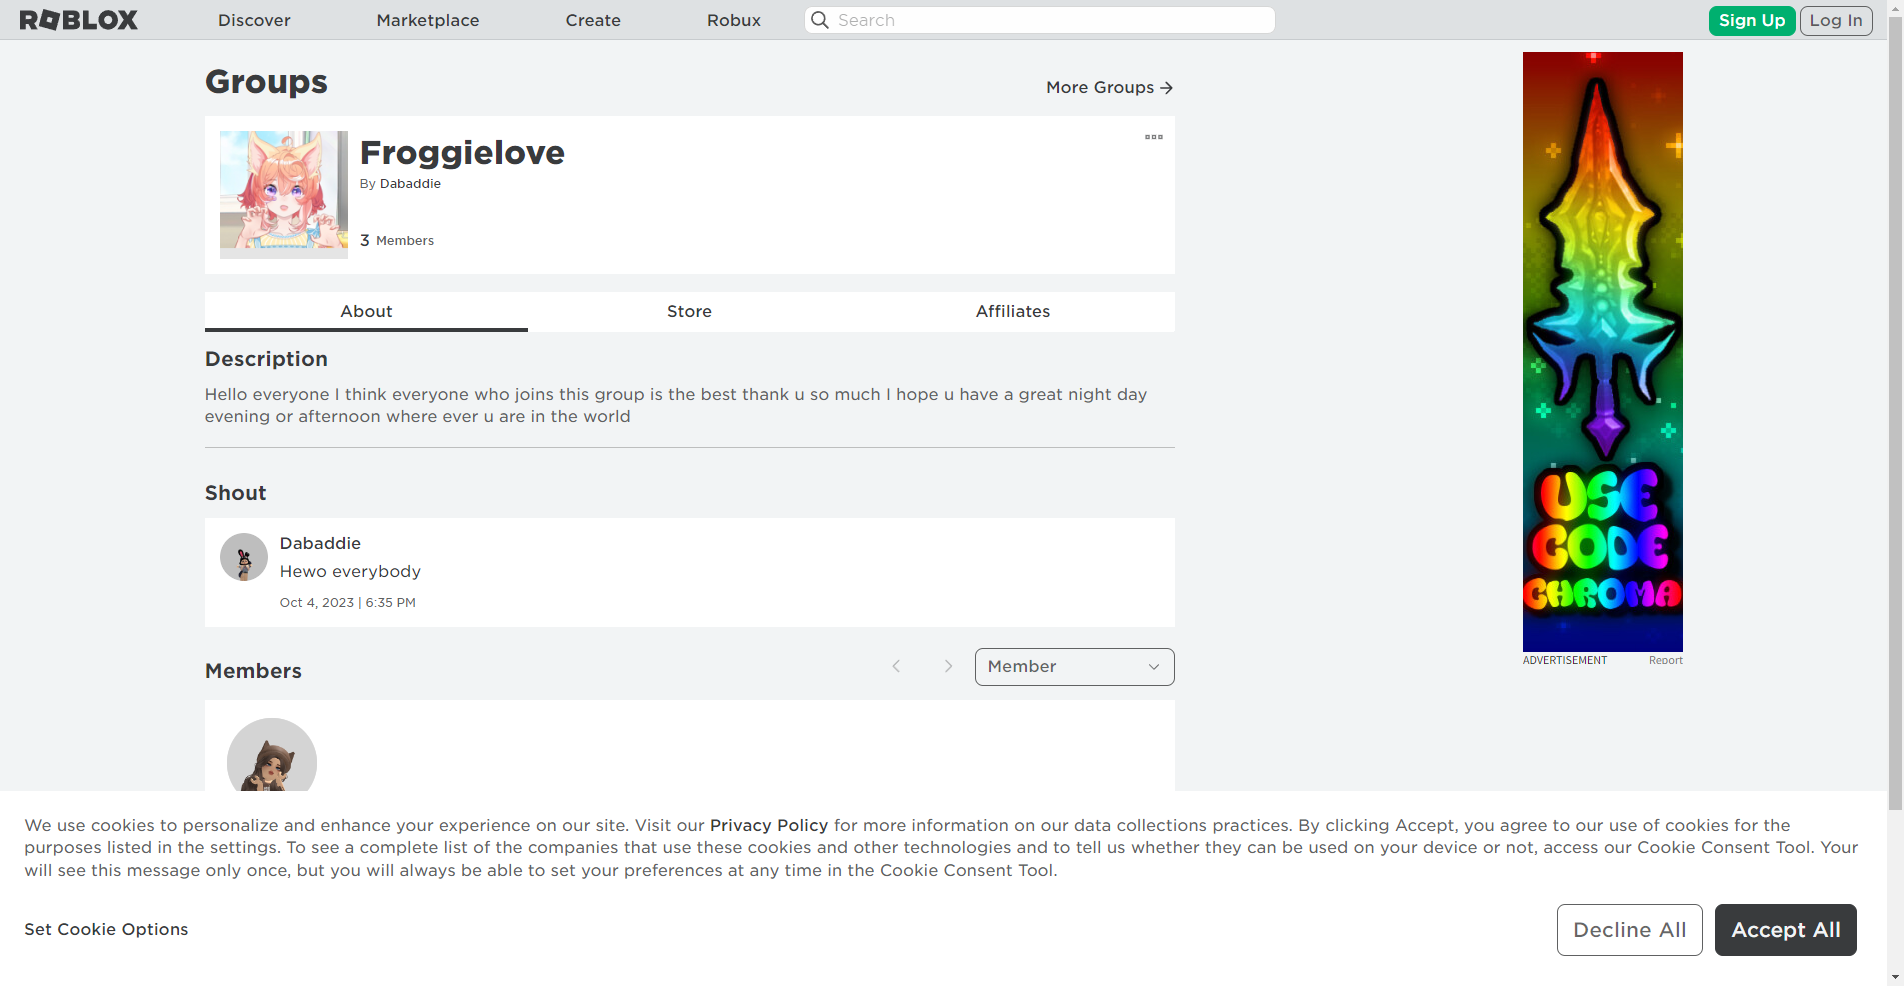 ROBLOX
Discover
Marketplace
Create
Robux
Search
Sign Up
Log In
Groups
More Groups →
Froggielove
By Dabaddie
3 Members
About
Store
Affiliates
Description
Hello everyone I think everyone who joins this group is the best thank u so much I hope u have a great night day
evening or afternoon where ever u are in the world
Shout
Dabaddie
Hewo everybody
Oct 4, 2023 | 6:35 PM
Members
Member
USE
CODE
CHROMA
ADVERTISEMENT
Report
We use cookies to personalize and enhance your experience on our site. Visit our Privacy Policy for more information on our data collections practices. By clicking Accept, you agree to our use of cookies for the
purposes listed in the settings. To see a complete list of the companies that use these cookies and other technologies and to tell us whether they can be used on your device or not, access our Cookie Consent Tool. Your
will see this message only once, but you will always be able to set your preferences at any time in the Cookie Consent Tool.
Set Cookie Options
Decline All
Accept All